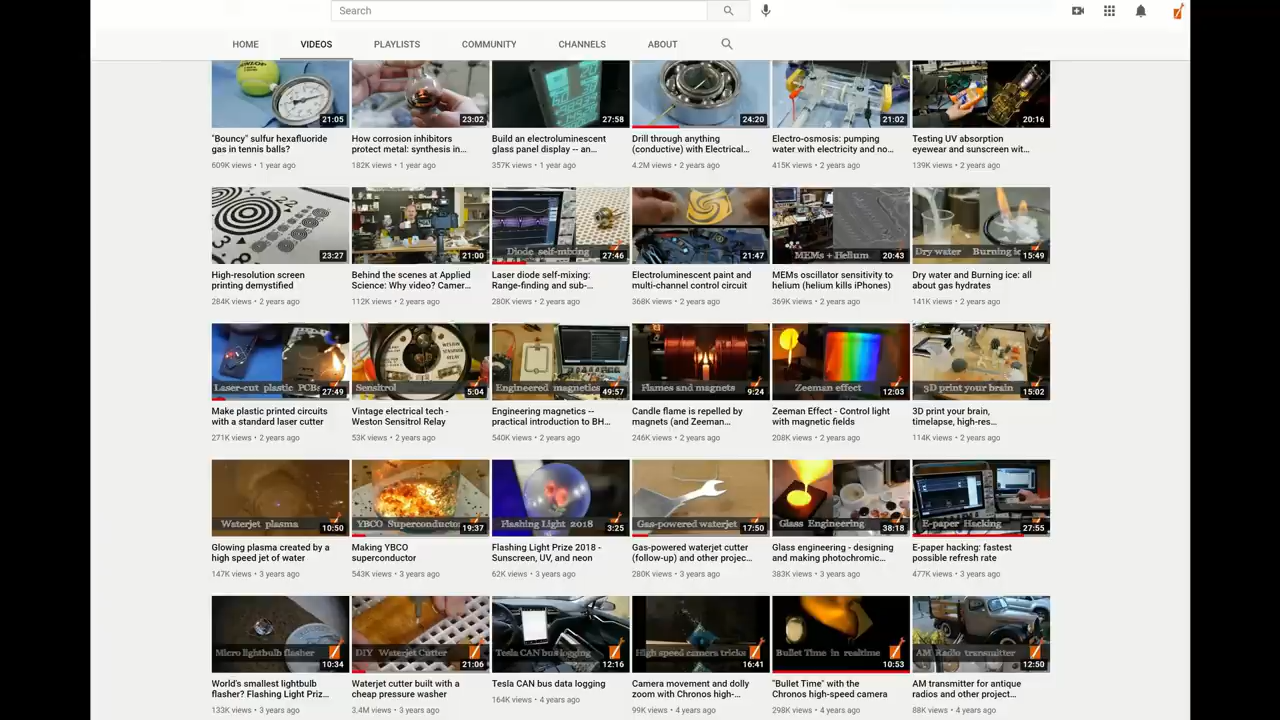 Search
HOME VIDEOS PLAYLISTS COMMUNITY CHANNELS ABOUT
DUNLOP
21:05 23:02 27:58 24:20 21:02 20:16
"Bouncy" sulfur hexafluoride
gas in tennis balls?
609K views • 1 year ago
How corrosion inhibitors
protect metal: synthesis in...
182K views • 1 year ago
Build an electroluminescent
glass panel display -- an...
357K views • 1 year ago
Drill through anything
(conductive) with Electrical...
4.2M views • 2 years ago
Electro-osmosis: pumping
water with electricity and no...
415K views • 2 years ago
Testing UV absorption
eyewear and sunscreen wit...
139K views • 2 years ago
22
23:27
21:00
Diode self-mixing
27:46
21:47
MEMs + Helium
20:43
Dry water Burning ic
15:49
High-resolution screen
printing demystified
284K views • 2 years ago
Behind the scenes at Applied
Science: Why video? Camer...
112K views • 2 years ago
Laser diode self-mixing:
Range-finding and sub-...
280K views • 2 years ago
Electroluminescent paint and
multi-channel control circuit
368K views • 2 years ago
MEMs oscillator sensitivity to
helium (helium kills iPhones)
369K views • 2 years ago
Dry water and Burning ice: all
about gas hydrates
141K views • 2 years ago
Laser-cut plastic PCBs
27:49
WESTON
SENSITROL
RELAY
Sensitrol
5:04
Engineered magnetics
49:57
Flames and magnets
9:24
Zeeman effect
12:03
3D print your brain
15:02
Make plastic printed circuits
with a standard laser cutter
271K views • 2 years ago
Vintage electrical tech -
Weston Sensitrol Relay
53K views • 2 years ago
Engineering magnetics --
practical introduction to BH...
540K views • 2 years ago
Candle flame is repelled by
magnets (and Zeeman...
246K views • 2 years ago
Zeeman Effect - Control light
with magnetic fields
208K views • 2 years ago
3D print your brain,
timelapse, high-res...
114K views • 2 years ago
Waterjet plasma
10:50
YBCO Superconductor
19:37
Flashing Light 2018
3:25
Gas-powered waterjet
17:50
Glass Engineering
38:18
E-paper Hacking
27:55
Glowing plasma created by a
high speed jet of water
147K views • 3 years ago
Making YBCO
superconductor
543K views • 3 years ago
Flashing Light Prize 2018 -
Sunscreen, UV, and neon
62K views • 3 years ago
Gas-powered waterjet cutter
(follow-up) and other projec...
280K views • 3 years ago
Glass engineering - designing
and making photochromic...
383K views • 3 years ago
E-paper hacking: fastest
possible refresh rate
477K views • 3 years ago
Micro lightbulb flasher
10:34
DIY Waterjet Cutter
21:06
Tesla CAN bus logging
12:16
High speed camera tricks
16:41
Bullet Time in realtime
10:53
AM Radio transmitter
12:50
World's smallest lightbulb
flasher? Flashing Light Priz...
133K views • 3 years ago
Waterjet cutter built with a
cheap pressure washer
3.4M views • 3 years ago
Tesla CAN bus data logging
164K views • 4 years ago
Camera movement and dolly
zoom with Chronos high-...
99K views • 4 years ago
"Bullet Time" with the
Chronos high-speed camera
298K views • 4 years ago
AM transmitter for antique
radios and other project...
88K views • 4 years ago